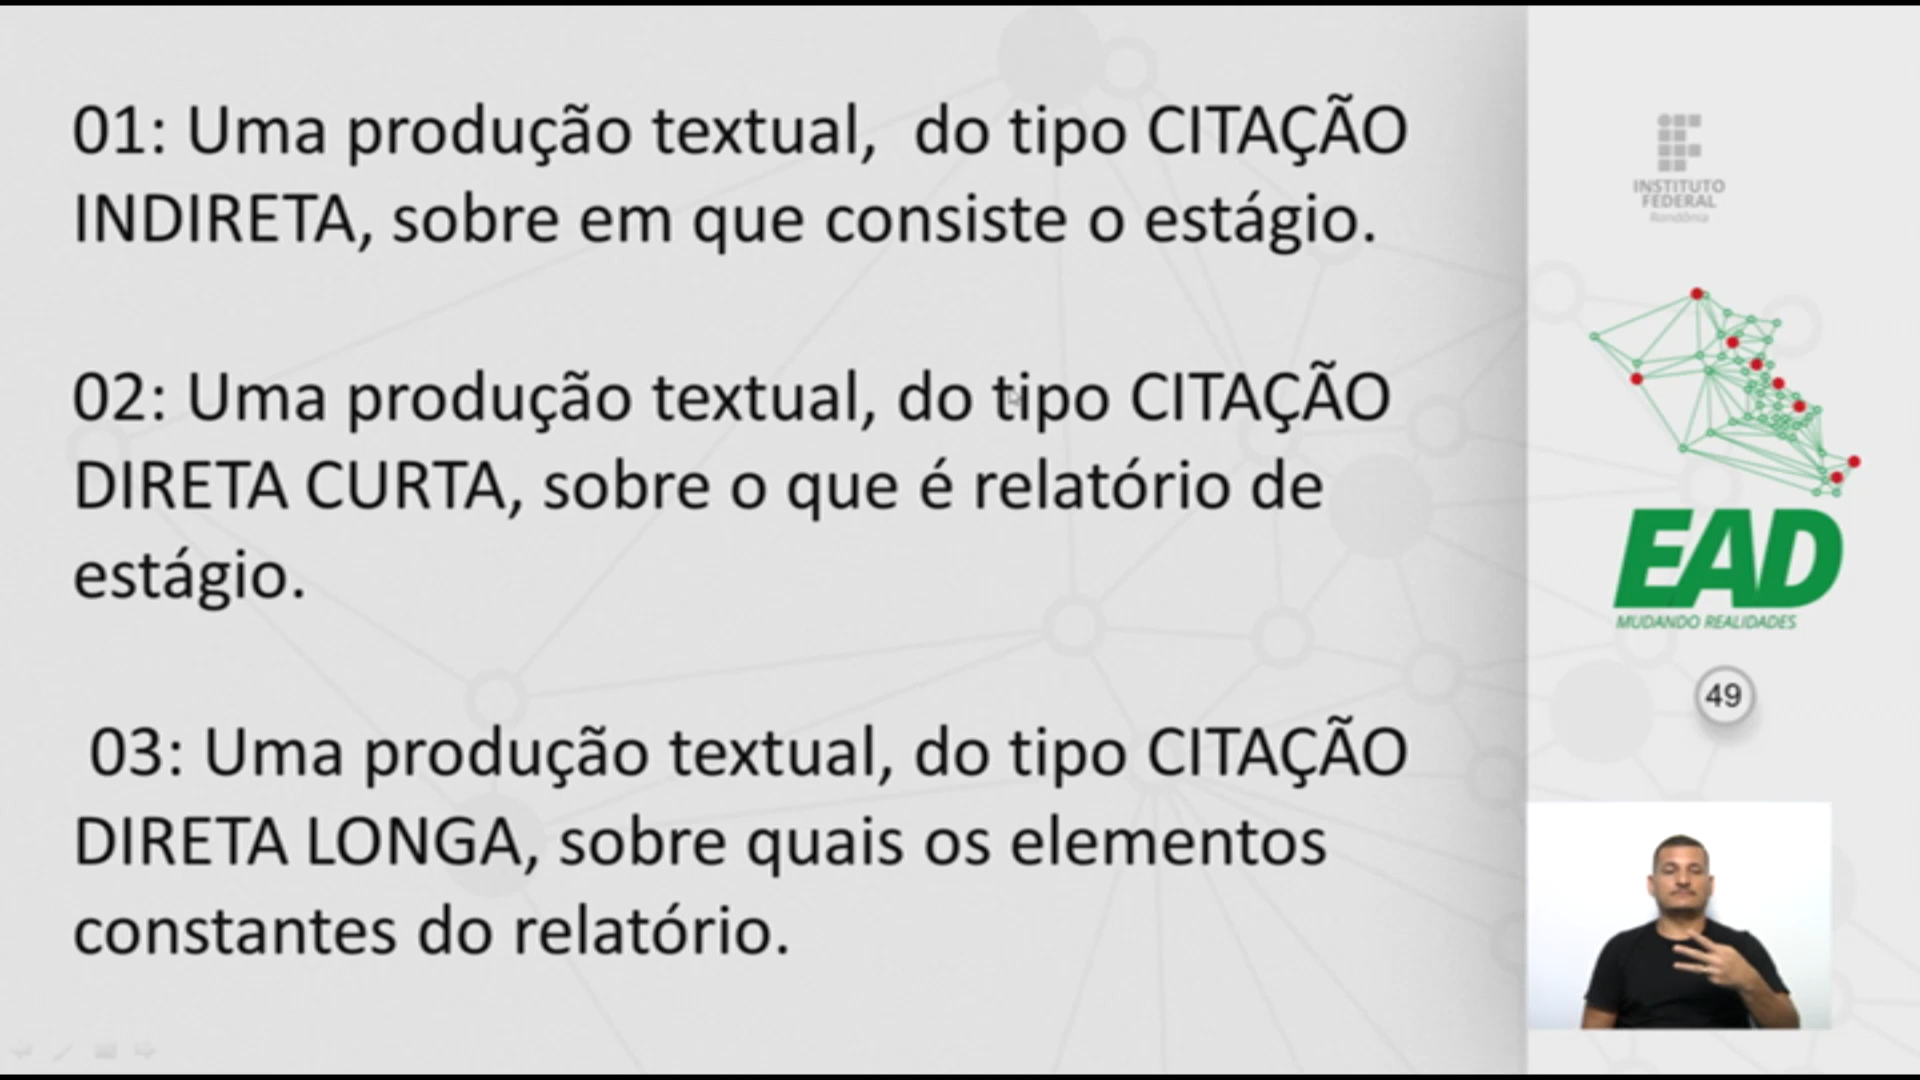 01: Uma produção textual,  do tipo CITAÇÃO
INDIRETA, sobre em que consiste o estágio.
02: Uma produção textual, do tipo CITAÇÃO
DIRETA CURTA, sobre o que é relatório de
estágio.
03: Uma produção textual, do tipo CITAÇÃO
DIRETA LONGA, sobre quais os elementos
constantes do relatório.
INSTITUTO
FEDERAL
Rondônia
EAD
MUDANDO REALIDADES
49